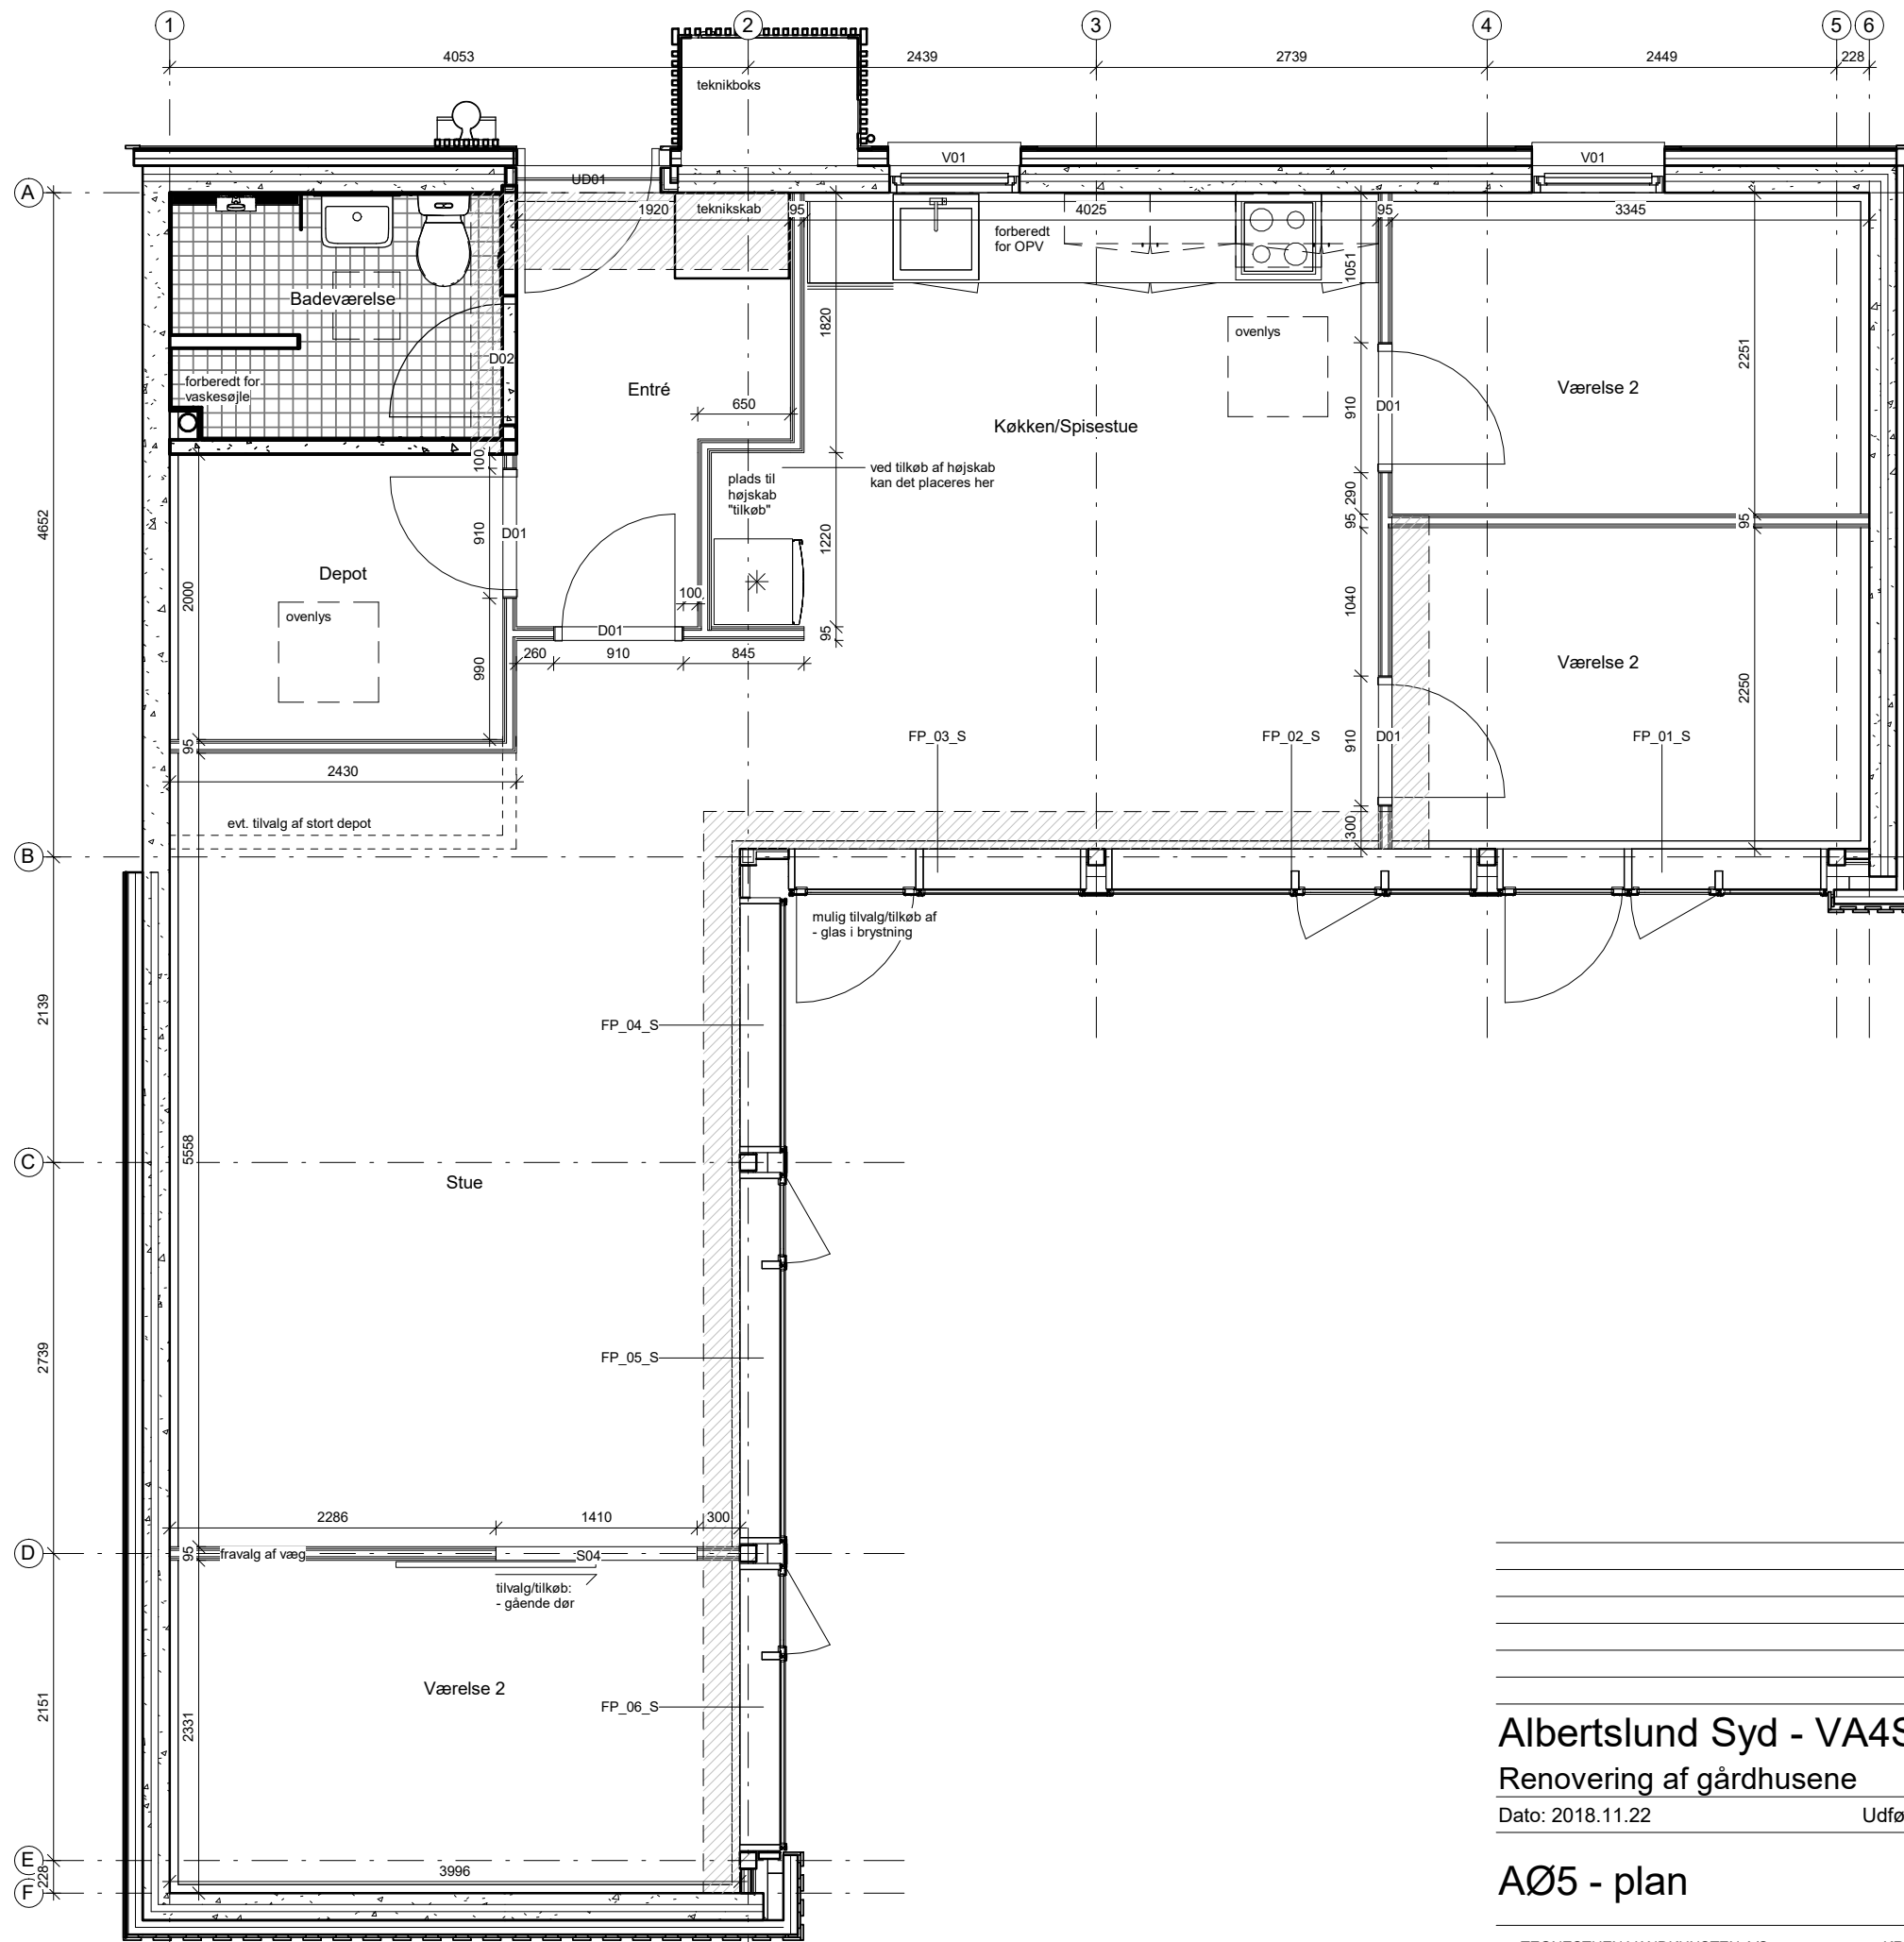 1
2
3
4
5
6
4053
2439
2739
2449
228
teknikboks
V01
V01
A
UD01
1920
teknikskab
95
4025
95
3345
forberedt
for OPV
1051
Badeværelse
1820
ovenlys
D02
2251
forberedt for
vaskesøjle
Entré
Værelse 2
650
910
D01
Køkken/Spisestue
100
ved tilkøb af højskab
kan det placeres her
plads til
højskab
"tilkøb"
290
95
95
4652
910
D01
1220
Depot
2000
100
1040
ovenlys
D01
95
260
910
845
990
Værelse 2
2250
95
FP_03_S
FP_02_S
910
D01
FP_01_S
2430
evt. tilvalg af stort depot
300
B
mulig tilvalg/tilkøb af
- glas i brystning
2139
FP_04_S
C
5558
Stue
2739
FP_05_S
2286
1410
300
D
95
fravalg af væg
S04
tilvalg/tilkøb:
- gående dør
Værelse 2
2151
2331
FP_06_S
E
228
3996
F
Albertslund Syd - VA4S
Renovering af gårdhusene
Dato: 2018.11.22
Udfø
AØ5 - plan